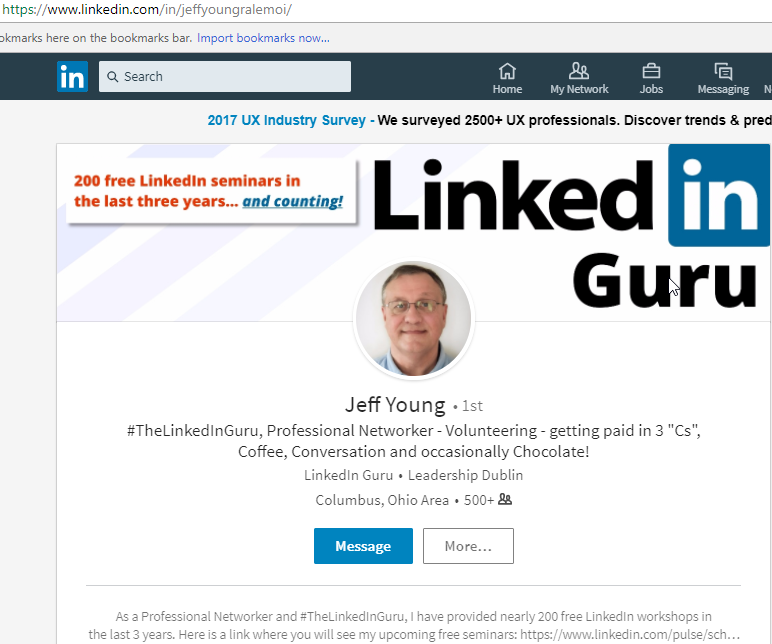 https://www.linkedin.com/in/jeffyoungralemoi/
okmarks here on the bookmarks bar. Import bookmarks now...
in Search Home My Network Jobs Messaging N
2017 UX Industry Survey - We surveyed 2500+ UX professionals. Discover trends & pred
200 free LinkedIn seminars in
the last three years... and counting!
Linked in
Guru
Jeff Young • 1st
#TheLinkedInGuru, Professional Networker - Volunteering - getting paid in 3 "Cs",
Coffee, Conversation and occasionally Chocolate!
LinkedIn Guru • Leadership Dublin
Columbus, Ohio Area • 500+
Message More...
As a Professional Networker and #TheLinkedInGuru, I have provided nearly 200 free LinkedIn workshops in
the last 3 years. Here is a link where you will see my upcoming free seminars: https://www.linkedin.com/pulse/sch...